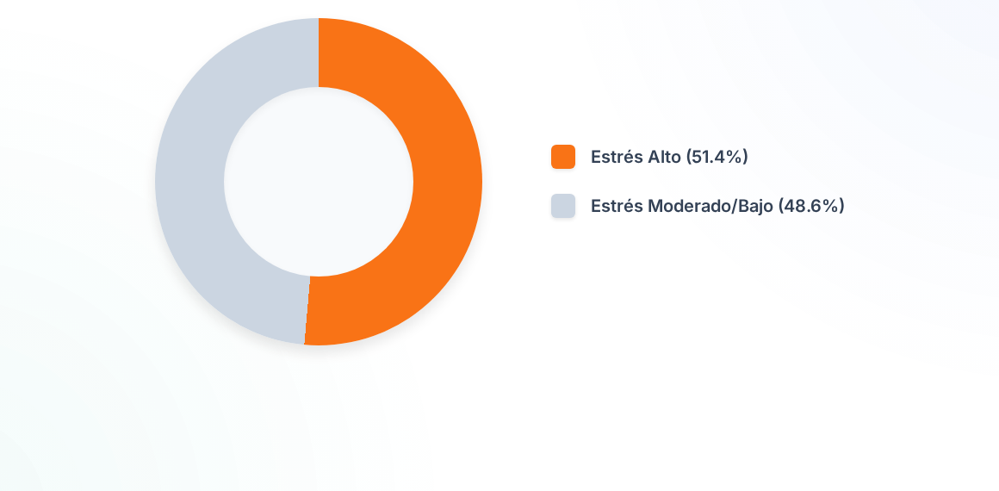 Estrés Alto (51.4%)
Estrés Moderado/Bajo (48.6%)